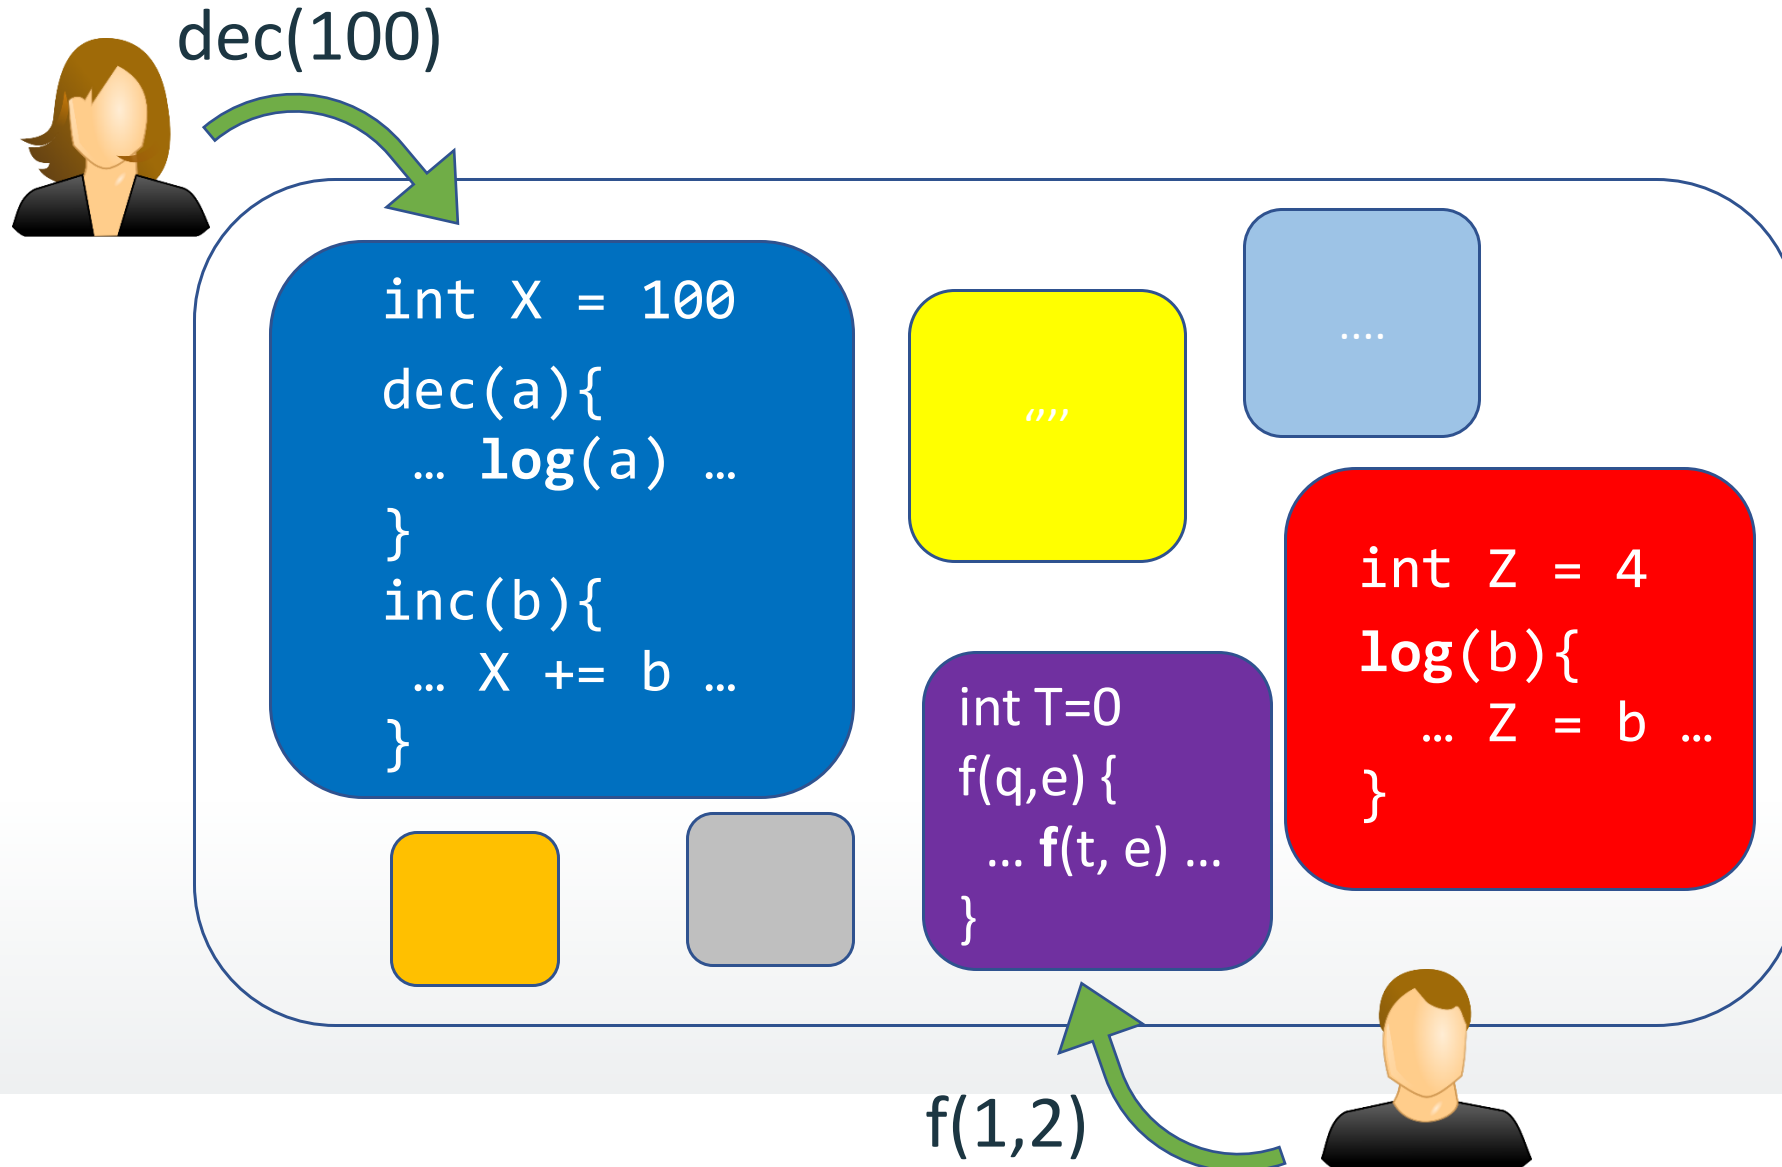 dec(100)
int X = 100
dec(a){
… log(a) …
}
inc(b){
… X += b …
}
‘’’’
….
int Z = 4
log(b){
… Z = b …
}
int T=0
f(q,e) {
… f(t, e) …
}
f(1,2)